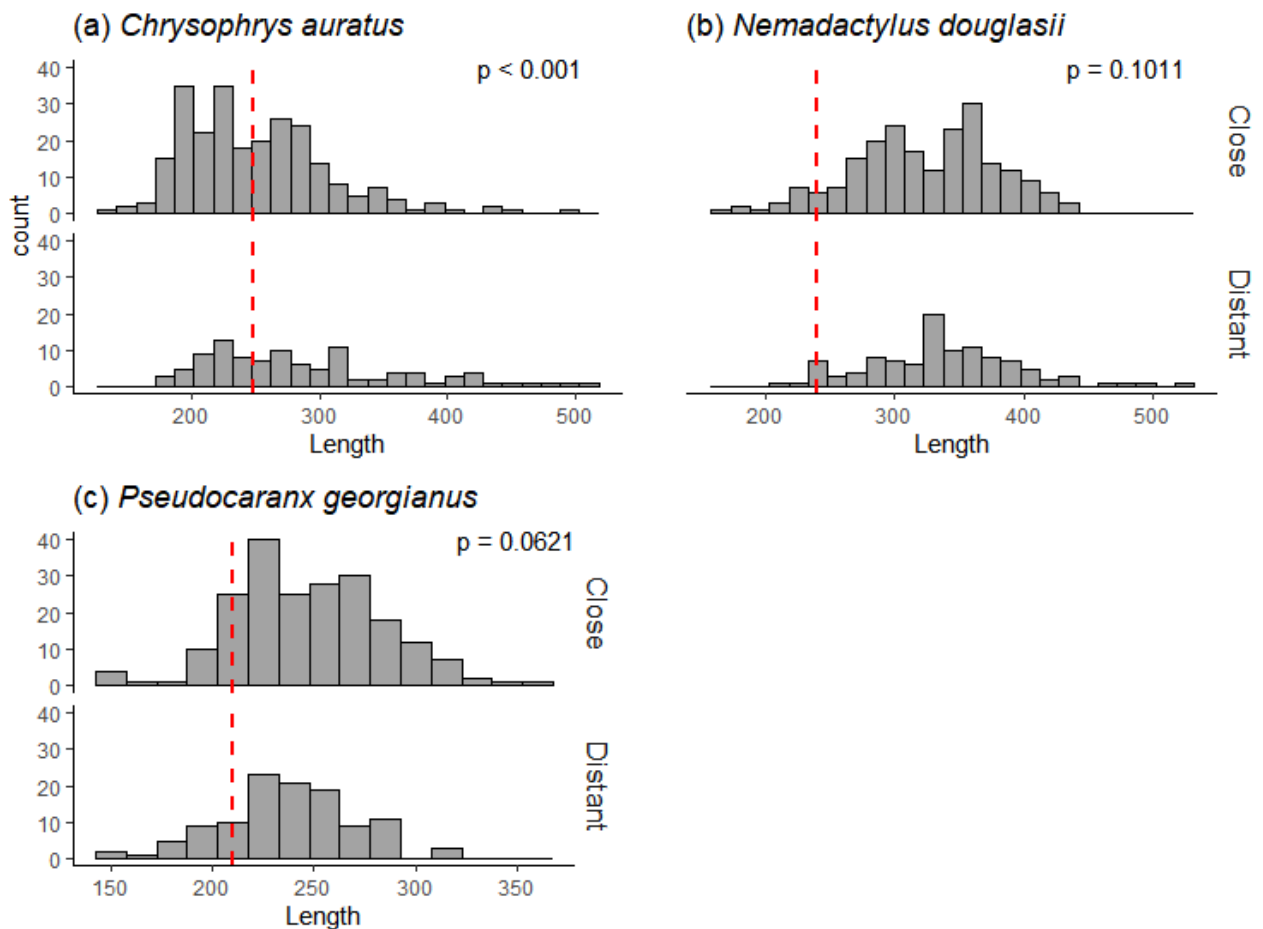 (a) Chrysophrys auratus
p < 0.001
40
30
20
10
0
Close
count
40
30
20
10
0
Distant
200 300 400 500
Length
(b) Nemadactylus douglasii
p = 0.1011
Close
Distant
200 300 400 500
Length
(c) Pseudocaranx georgianus
p = 0.0621
40
30
20
10
0
Close
40
30
20
10
0
Distant
150 200 250 300 350
Length